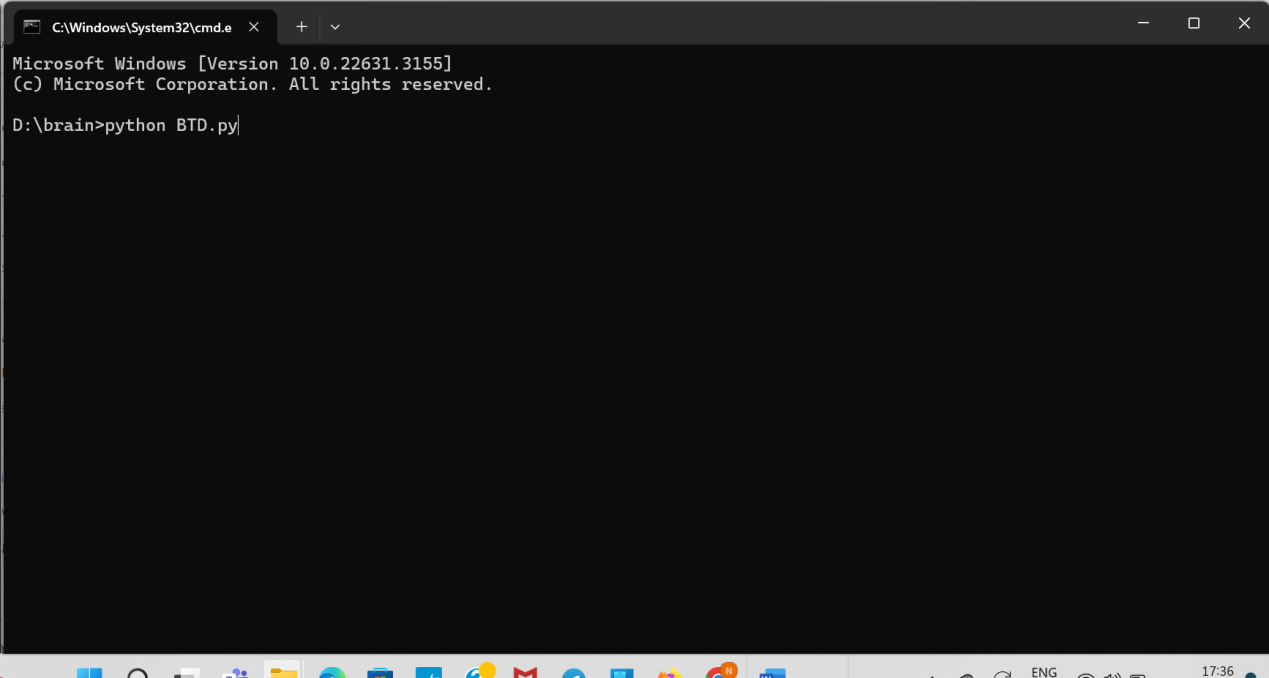 C:\Windows\System32\cmd.e
Microsoft Windows [Version 10.0.22631.3155]
(c) Microsoft Corporation. All rights reserved.
D:\brain>python BTD.py
N
ENG
17:36